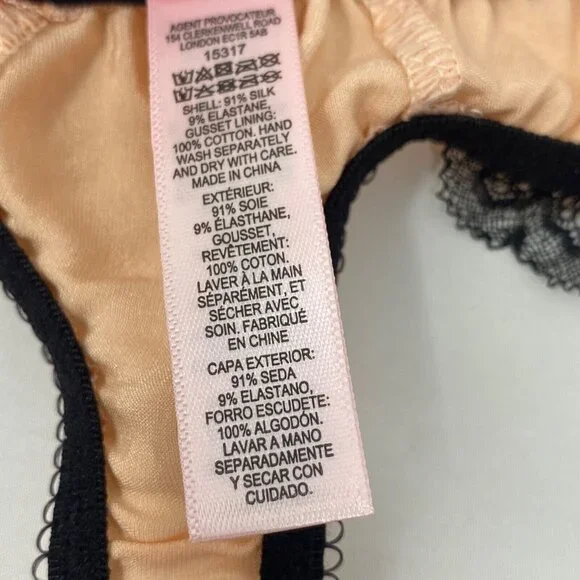 AGENT PROVOCATEUR
154 CLERKENWELL ROAD
LONDON EC1R 5AB
15317
SHELL: 91% SILK
9% ELASTANE,
GUSSET LINING:
100% COTTON. HAND
WASH SEPARATELY
AND DRY WITH CARE.
MADE IN CHINA
EXTÉRIEUR:
91% SOIE
9% ÉLASTHANE,
GOUSSET,
REVÊTEMENT:
100% COTON.
LAVER À LA MAIN
SÉPARÉMENT, ET
SÉCHER AVEC
SOIN. FABRIQUÉ
EN CHINE
CAPA EXTERIOR:
91% SEDA
9% ELASTANO,
FORRO ESCUDETE:
100% ALGODÓN.
LAVAR A MANO
SEPARADAMENTE
Y SECAR CON
CUIDADO.